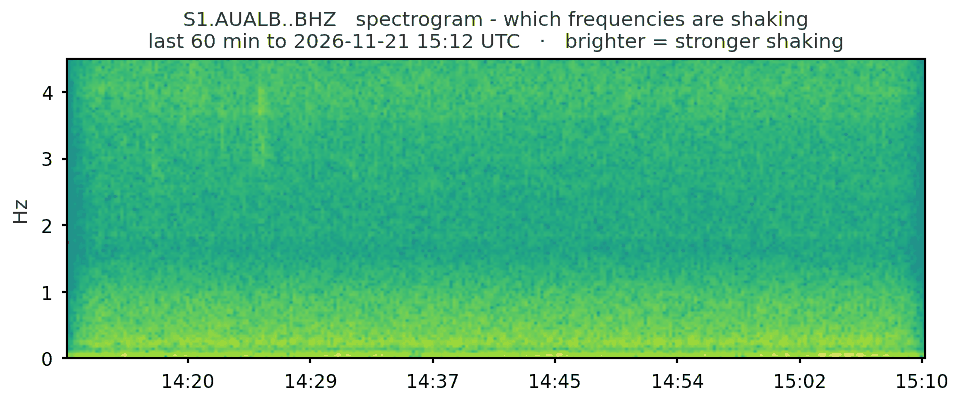 S1.AUALB..BHZ   spectrogram - which frequencies are shaking
last 60 min to 2026-11-21 15:12 UTC   ·   brighter = stronger shaking
Hz
4
3
2
1
0
14:20 14:29 14:37 14:45 14:54 15:02 15:10